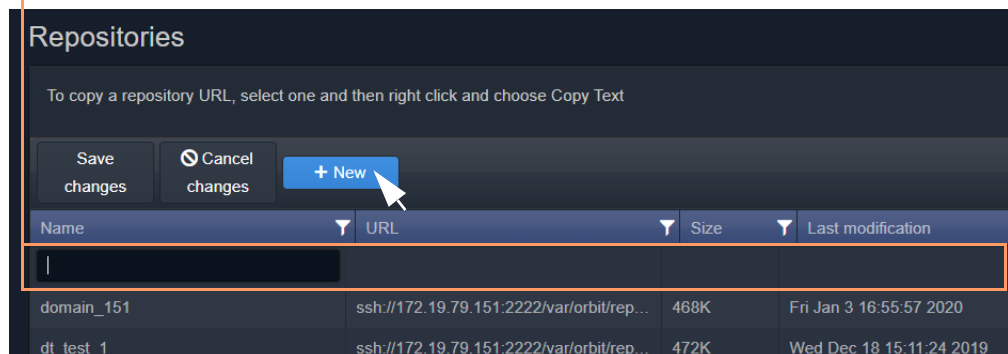 Repositories
To copy a repository URL, select one and then right click and choose Copy Text
Save changes
Cancel changes
+ New
Name URL Size Last modification
domain_151 ssh://172.19.79.151:2222/var/orbit/rep... 468K Fri Jan 3 16:55:57 2020
dt_test_1 ssh://172.19.79.151:2222/var/orbit/rep... 472K Wed Dec 18 15:11:24 2019